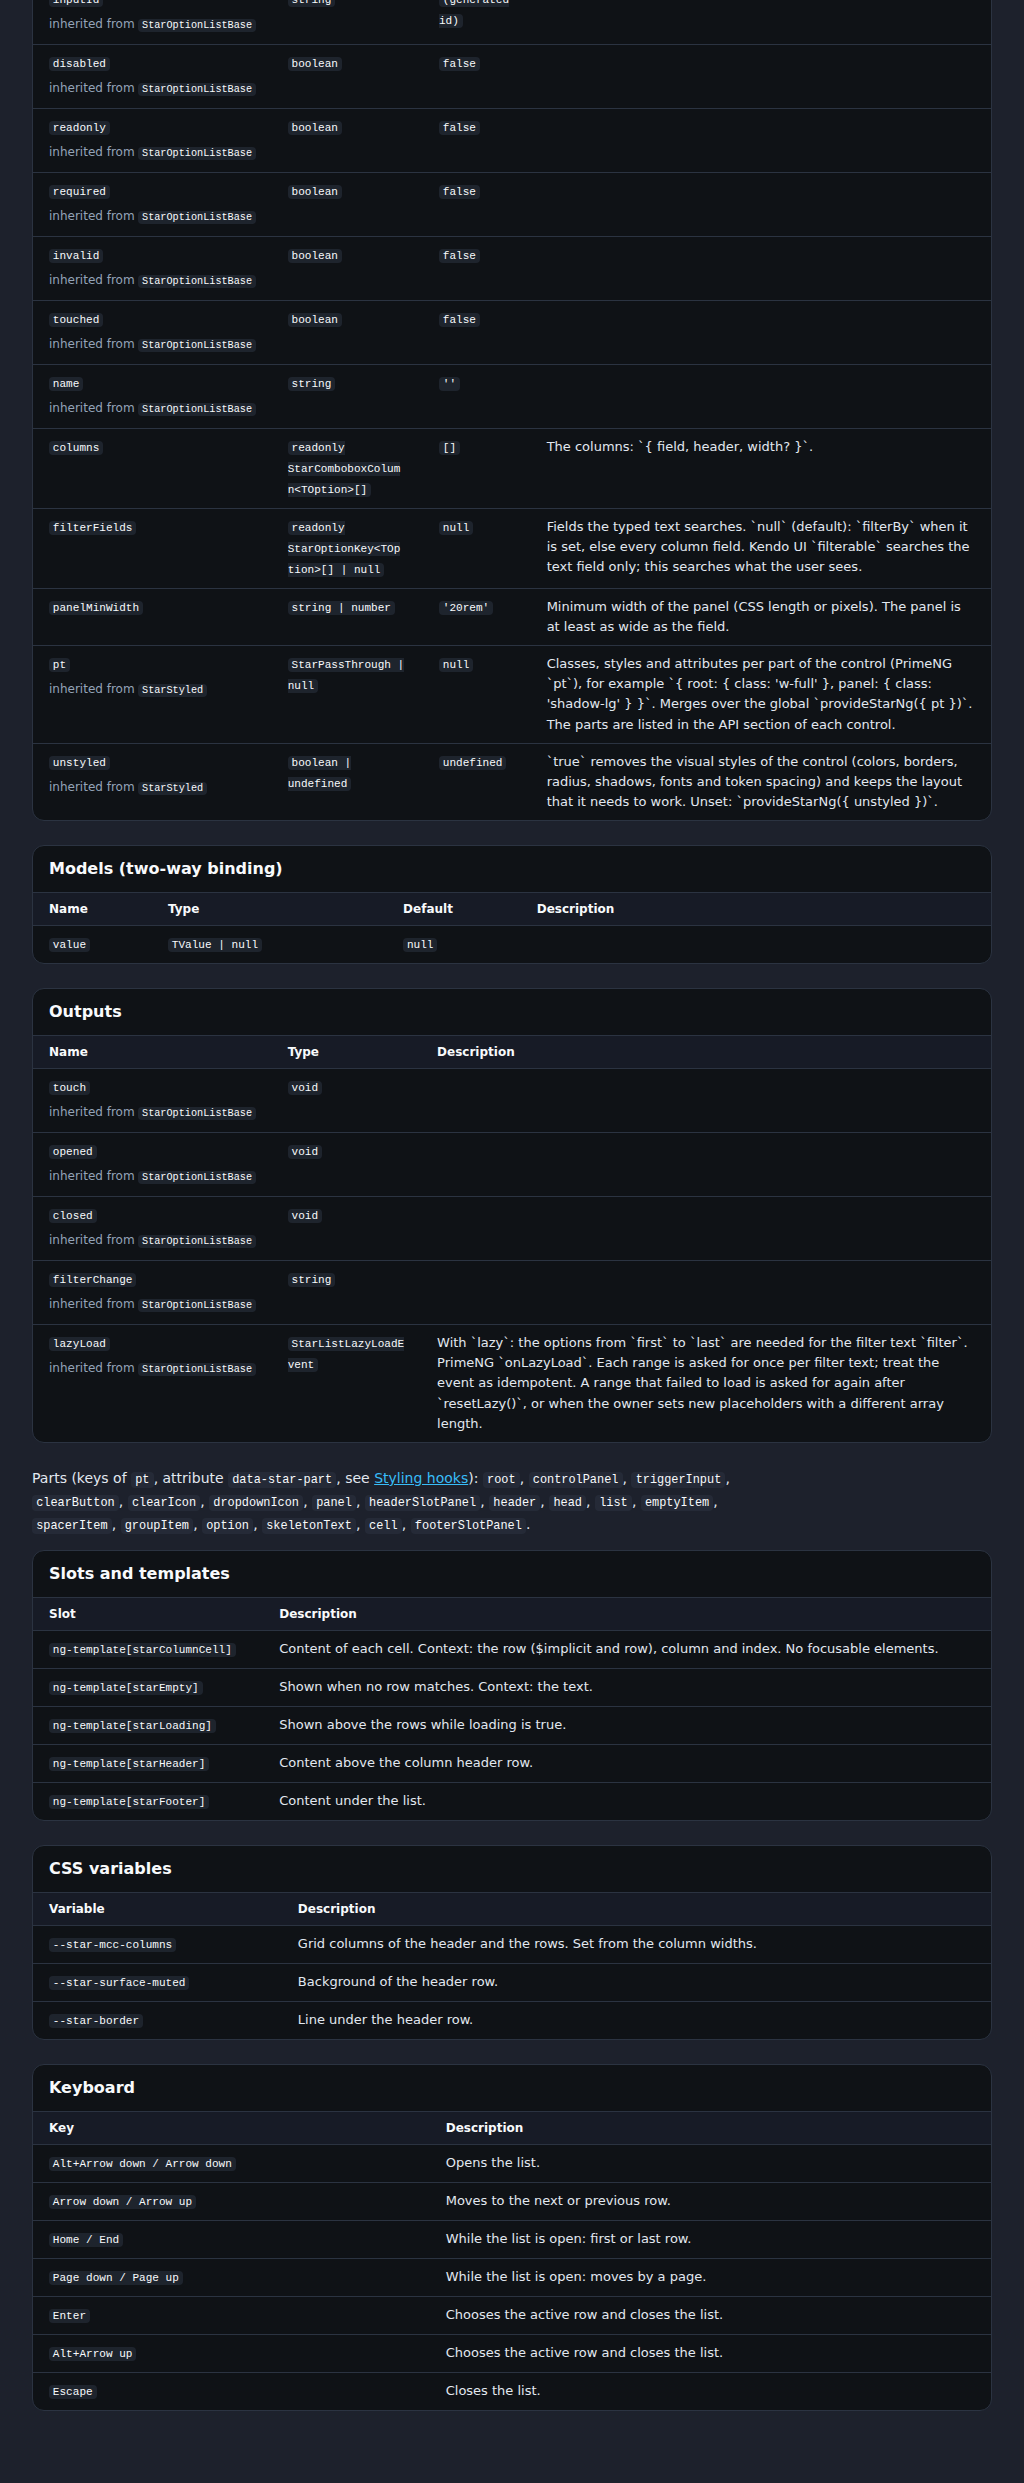 inputId string (generated
inherited from StarOptionListBase id)
disabled boolean false
inherited from StarOptionListBase
readonly boolean false
inherited from StarOptionListBase
required boolean false
inherited from StarOptionListBase
invalid boolean false
inherited from StarOptionListBase
touched boolean false
inherited from StarOptionListBase
name string ''
inherited from StarOptionListBase
columns readonly [] The columns: `{ field, header, width? }`.
StarComboboxColum
n<TOption>[]
filterFields readonly null Fields the typed text searches. `null` (default): `filterBy` when it
StarOptionKey<TOp is set, else every column field. Kendo UI `filterable` searches the
tion>[] | null text field only; this searches what the user sees.
panelMinWidth string | number '20rem' Minimum width of the panel (CSS length or pixels). The panel is
at least as wide as the field.
pt StarPassThrough | null Classes, styles and attributes per part of the control (PrimeNG
inherited from StarStyled null `pt`), for example `{ root: { class: 'w-full' }, panel: { class:
'shadow-lg' } }`. Merges over the global `provideStarNg({ pt })`.
The parts are listed in the API section of each control.
unstyled boolean | undefined `true` removes the visual styles of the control (colors, borders,
inherited from StarStyled undefined radius, shadows, fonts and token spacing) and keeps the layout
that it needs to work. Unset: `provideStarNg({ unstyled })`.
Models (two-way binding)
Name Type Default Description
value TValue | null null
Outputs
Name Type Description
touch void
inherited from StarOptionListBase
opened void
inherited from StarOptionListBase
closed void
inherited from StarOptionListBase
filterChange string
inherited from StarOptionListBase
lazyLoad StarListLazyLoadE With `lazy`: the options from `first` to `last` are needed for the filter text `filter`.
inherited from StarOptionListBase vent PrimeNG `onLazyLoad`. Each range is asked for once per filter text; treat the
event as idempotent. A range that failed to load is asked for again after
`resetLazy()`, or when the owner sets new placeholders with a different array
length.
Parts (keys of pt, attribute data-star-part, see Styling hooks): root, controlPanel, triggerInput,
clearButton, clearIcon, dropdownIcon, panel, headerSlotPanel, header, head, list, emptyItem,
spacerItem, groupItem, option, skeletonText, cell, footerSlotPanel.
Slots and templates
Slot Description
ng-template[starColumnCell] Content of each cell. Context: the row ($implicit and row), column and index. No focusable elements.
ng-template[starEmpty] Shown when no row matches. Context: the text.
ng-template[starLoading] Shown above the rows while loading is true.
ng-template[starHeader] Content above the column header row.
ng-template[starFooter] Content under the list.
CSS variables
Variable Description
--star-mcc-columns Grid columns of the header and the rows. Set from the column widths.
--star-surface-muted Background of the header row.
--star-border Line under the header row.
Keyboard
Key Description
Alt+Arrow down / Arrow down Opens the list.
Arrow down / Arrow up Moves to the next or previous row.
Home / End While the list is open: first or last row.
Page down / Page up While the list is open: moves by a page.
Enter Chooses the active row and closes the list.
Alt+Arrow up Chooses the active row and closes the list.
Escape Closes the list.